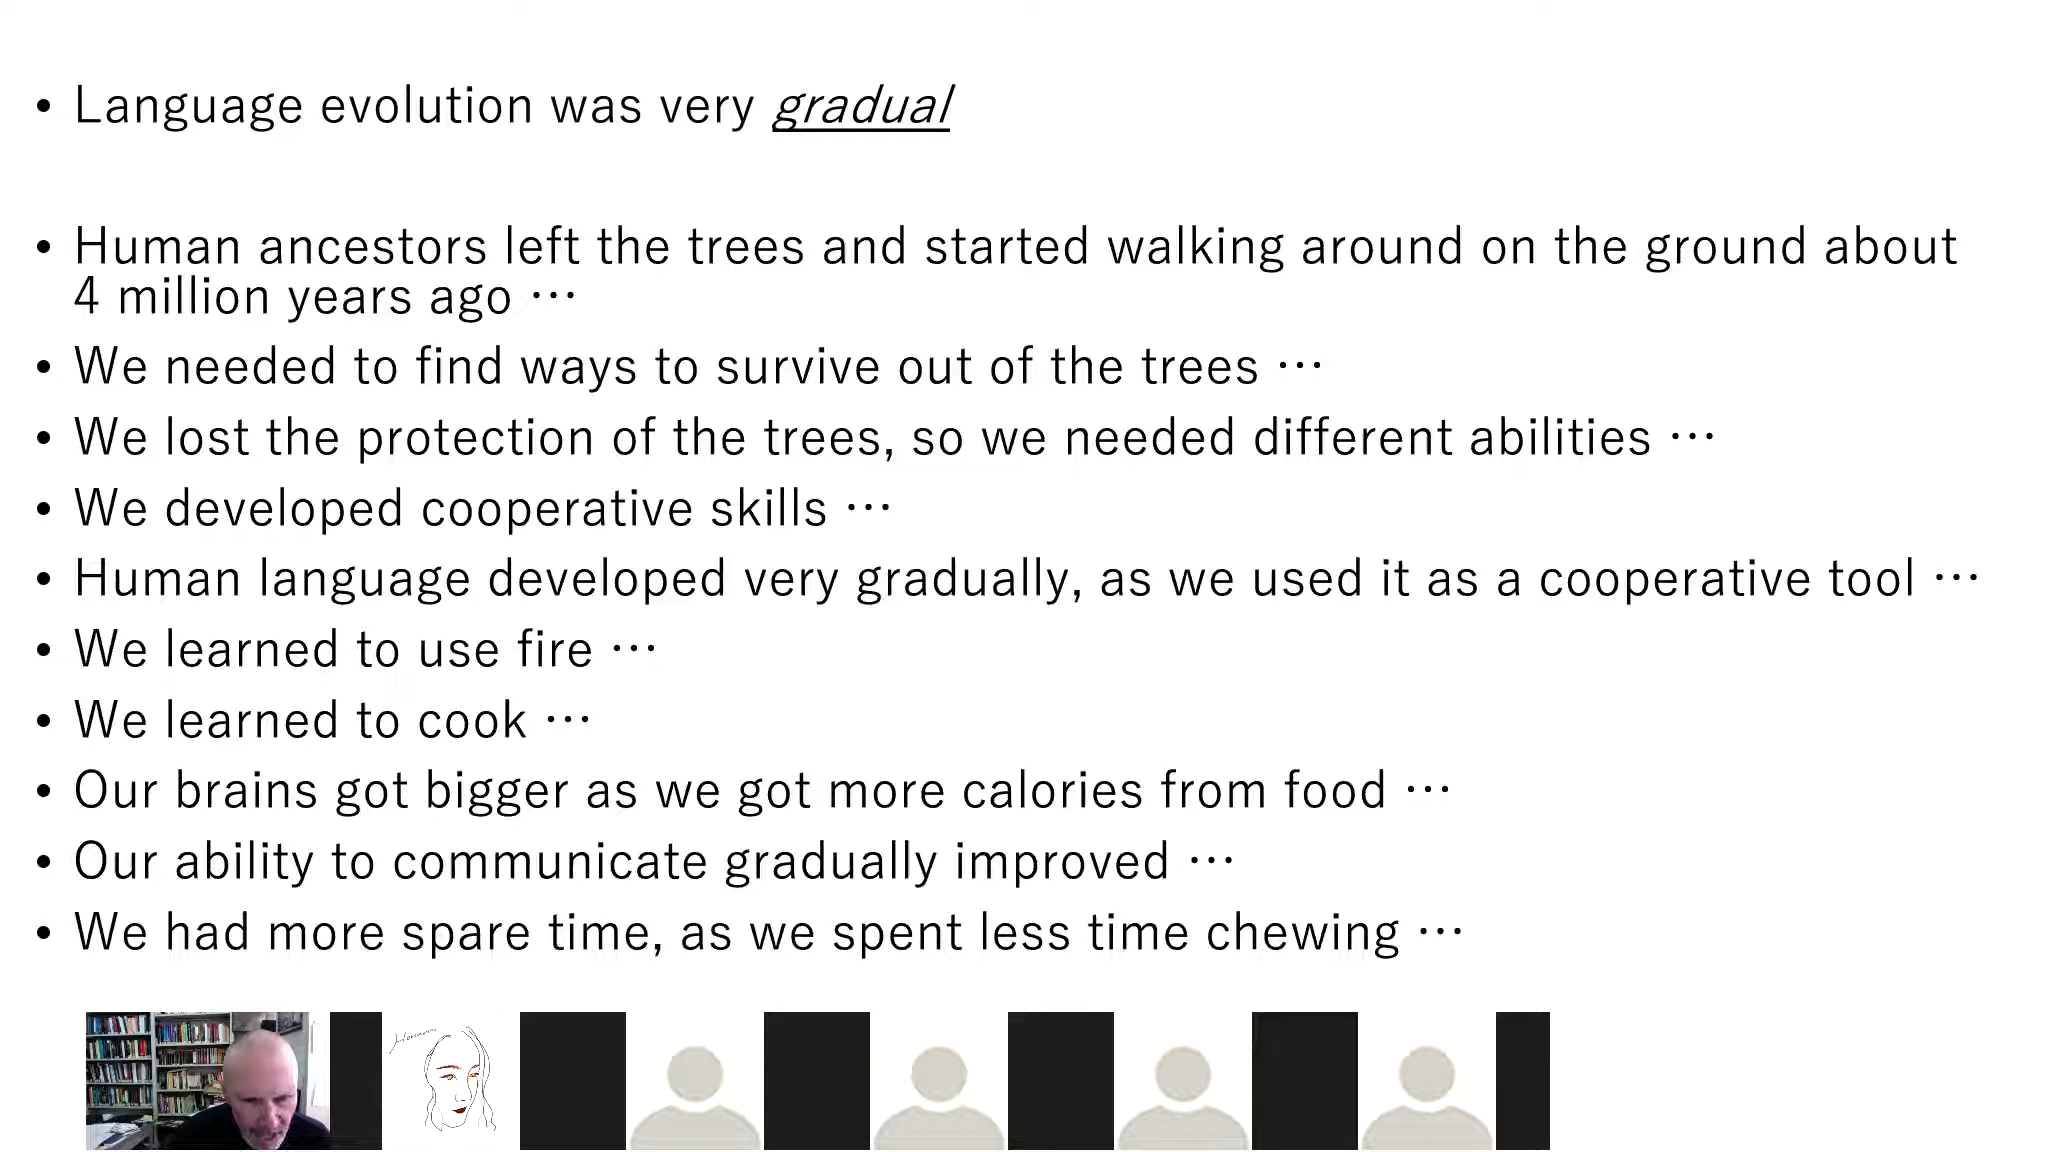 • Language evolution was very gradual
• Human ancestors left the trees and started walking around on the ground about
4 million years ago ⋯
• We needed to find ways to survive out of the trees ⋯
• We lost the protection of the trees, so we needed different abilities ⋯
• We developed cooperative skills ⋯
• Human language developed very gradually, as we used it as a cooperative tool ⋯
• We learned to use fire ⋯
• We learned to cook ⋯
• Our brains got bigger as we got more calories from food ⋯
• Our ability to communicate gradually improved ⋯
• We had more spare time, as we spent less time chewing ⋯